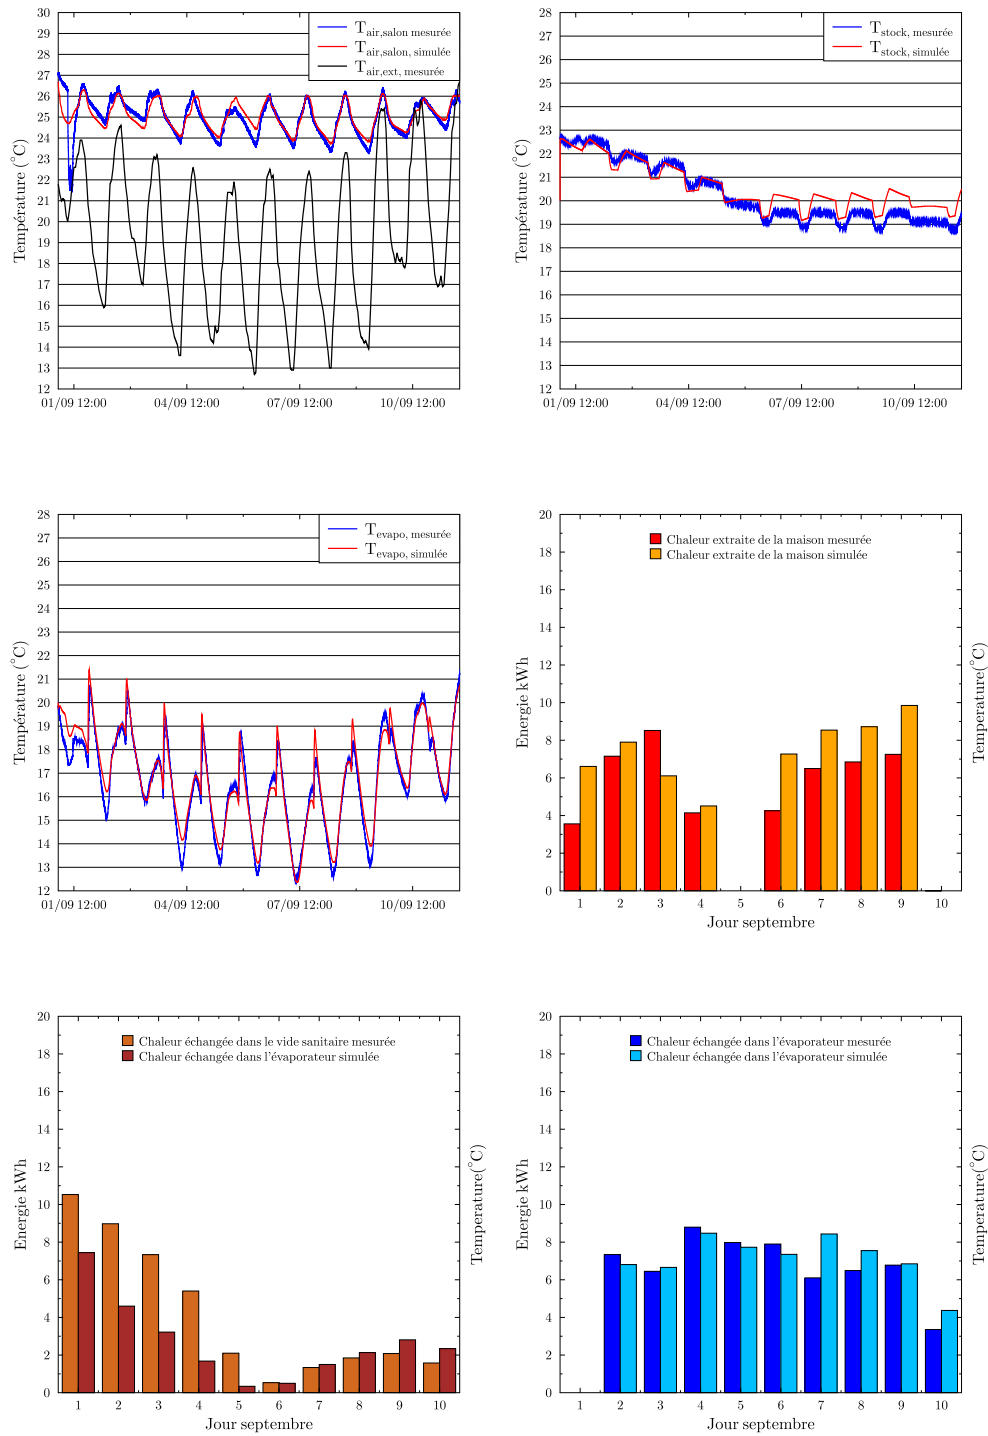 30
29
28
27
26
25
24
23
22
21
20
19
18
17
16
15
14
13
12
Température (°C)
T air,salon mesurée
T air,salon, simulée
T air,ext, mesurée
01/09 12:00 04/09 12:00 07/09 12:00 10/09 12:00
28
27
26
25
24
23
22
21
20
19
18
17
16
15
14
13
12
Température (°C)
T stock, mesurée
T stock, simulée
01/09 12:00 04/09 12:00 07/09 12:00 10/09 12:00
28
27
26
25
24
23
22
21
20
19
18
17
16
15
14
13
12
Température (°C)
T evapo, mesurée
T evapo, simulée
01/09 12:00 04/09 12:00 07/09 12:00 10/09 12:00
20
18
16
14
12
10
8
6
4
2
0
Energie kWh
Chaleur extraite de la maison mesurée
Chaleur extraite de la maison simulée
Temperature(°C)
1 2 3 4 5 6 7 8 9 10
Jour septembre
20
18
16
14
12
10
8
6
4
2
0
Energie kWh
Chaleur échangée dans le vide sanitaire mesurée
Chaleur échangée dans l'évaporateur simulée
Temperature(°C)
1 2 3 4 5 6 7 8 9 10
Jour septembre
20
18
16
14
12
10
8
6
4
2
0
Energie kWh
Chaleur échangée dans l'évaporateur mesurée
Chaleur échangée dans l'évaporateur simulée
Temperature(°C)
1 2 3 4 5 6 7 8 9 10
Jour septembre